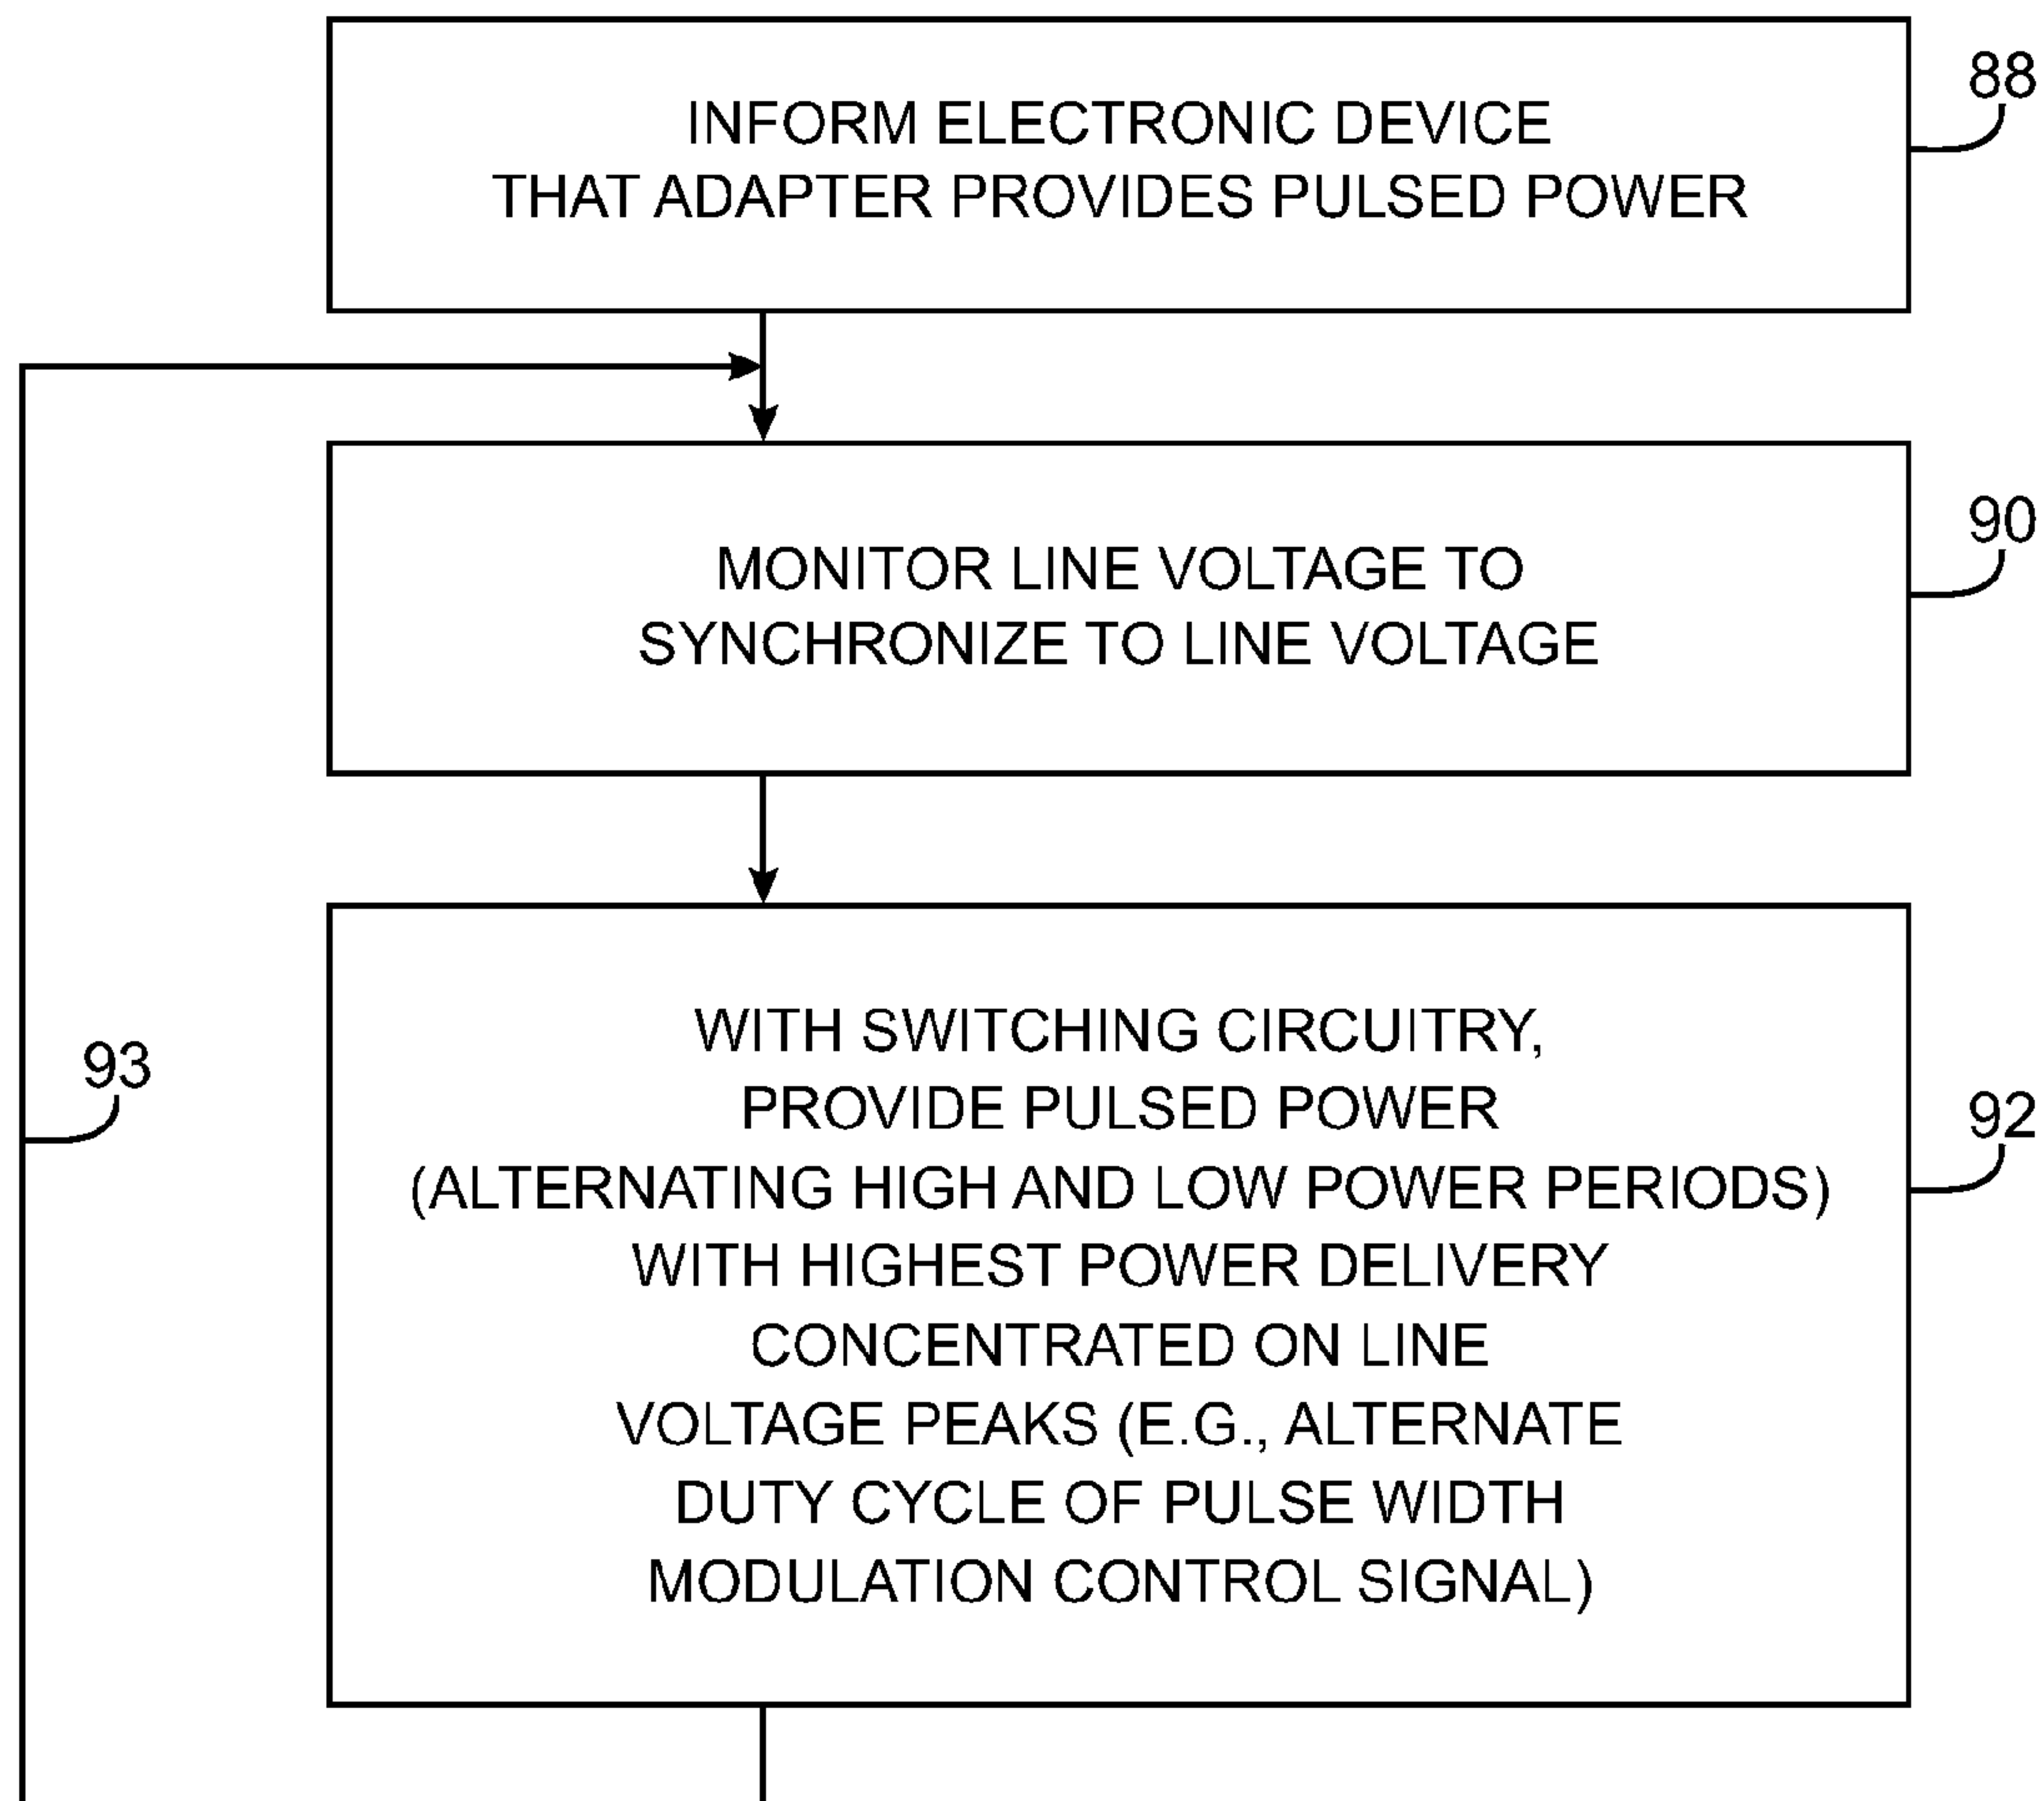 INFORM ELECTRONIC DEVICE
THAT ADAPTER PROVIDES PULSED POWER
88
MONITOR LINE VOLTAGE TO
SYNCHRONIZE TO LINE VOLTAGE
90
WITH SWITCHING CIRCUITRY,
PROVIDE PULSED POWER
(ALTERNATING HIGH AND LOW POWER PERIODS)
WITH HIGHEST POWER DELIVERY
CONCENTRATED ON LINE
VOLTAGE PEAKS (E.G., ALTERNATE
DUTY CYCLE OF PULSE WIDTH
MODULATION CONTROL SIGNAL)
92
93